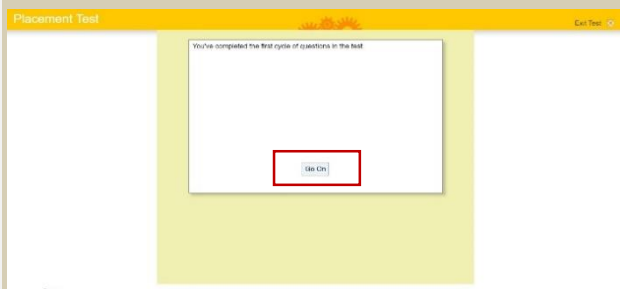 Placement Test
Exit Test
You've completed the first cycle of questions in the test.
Go On